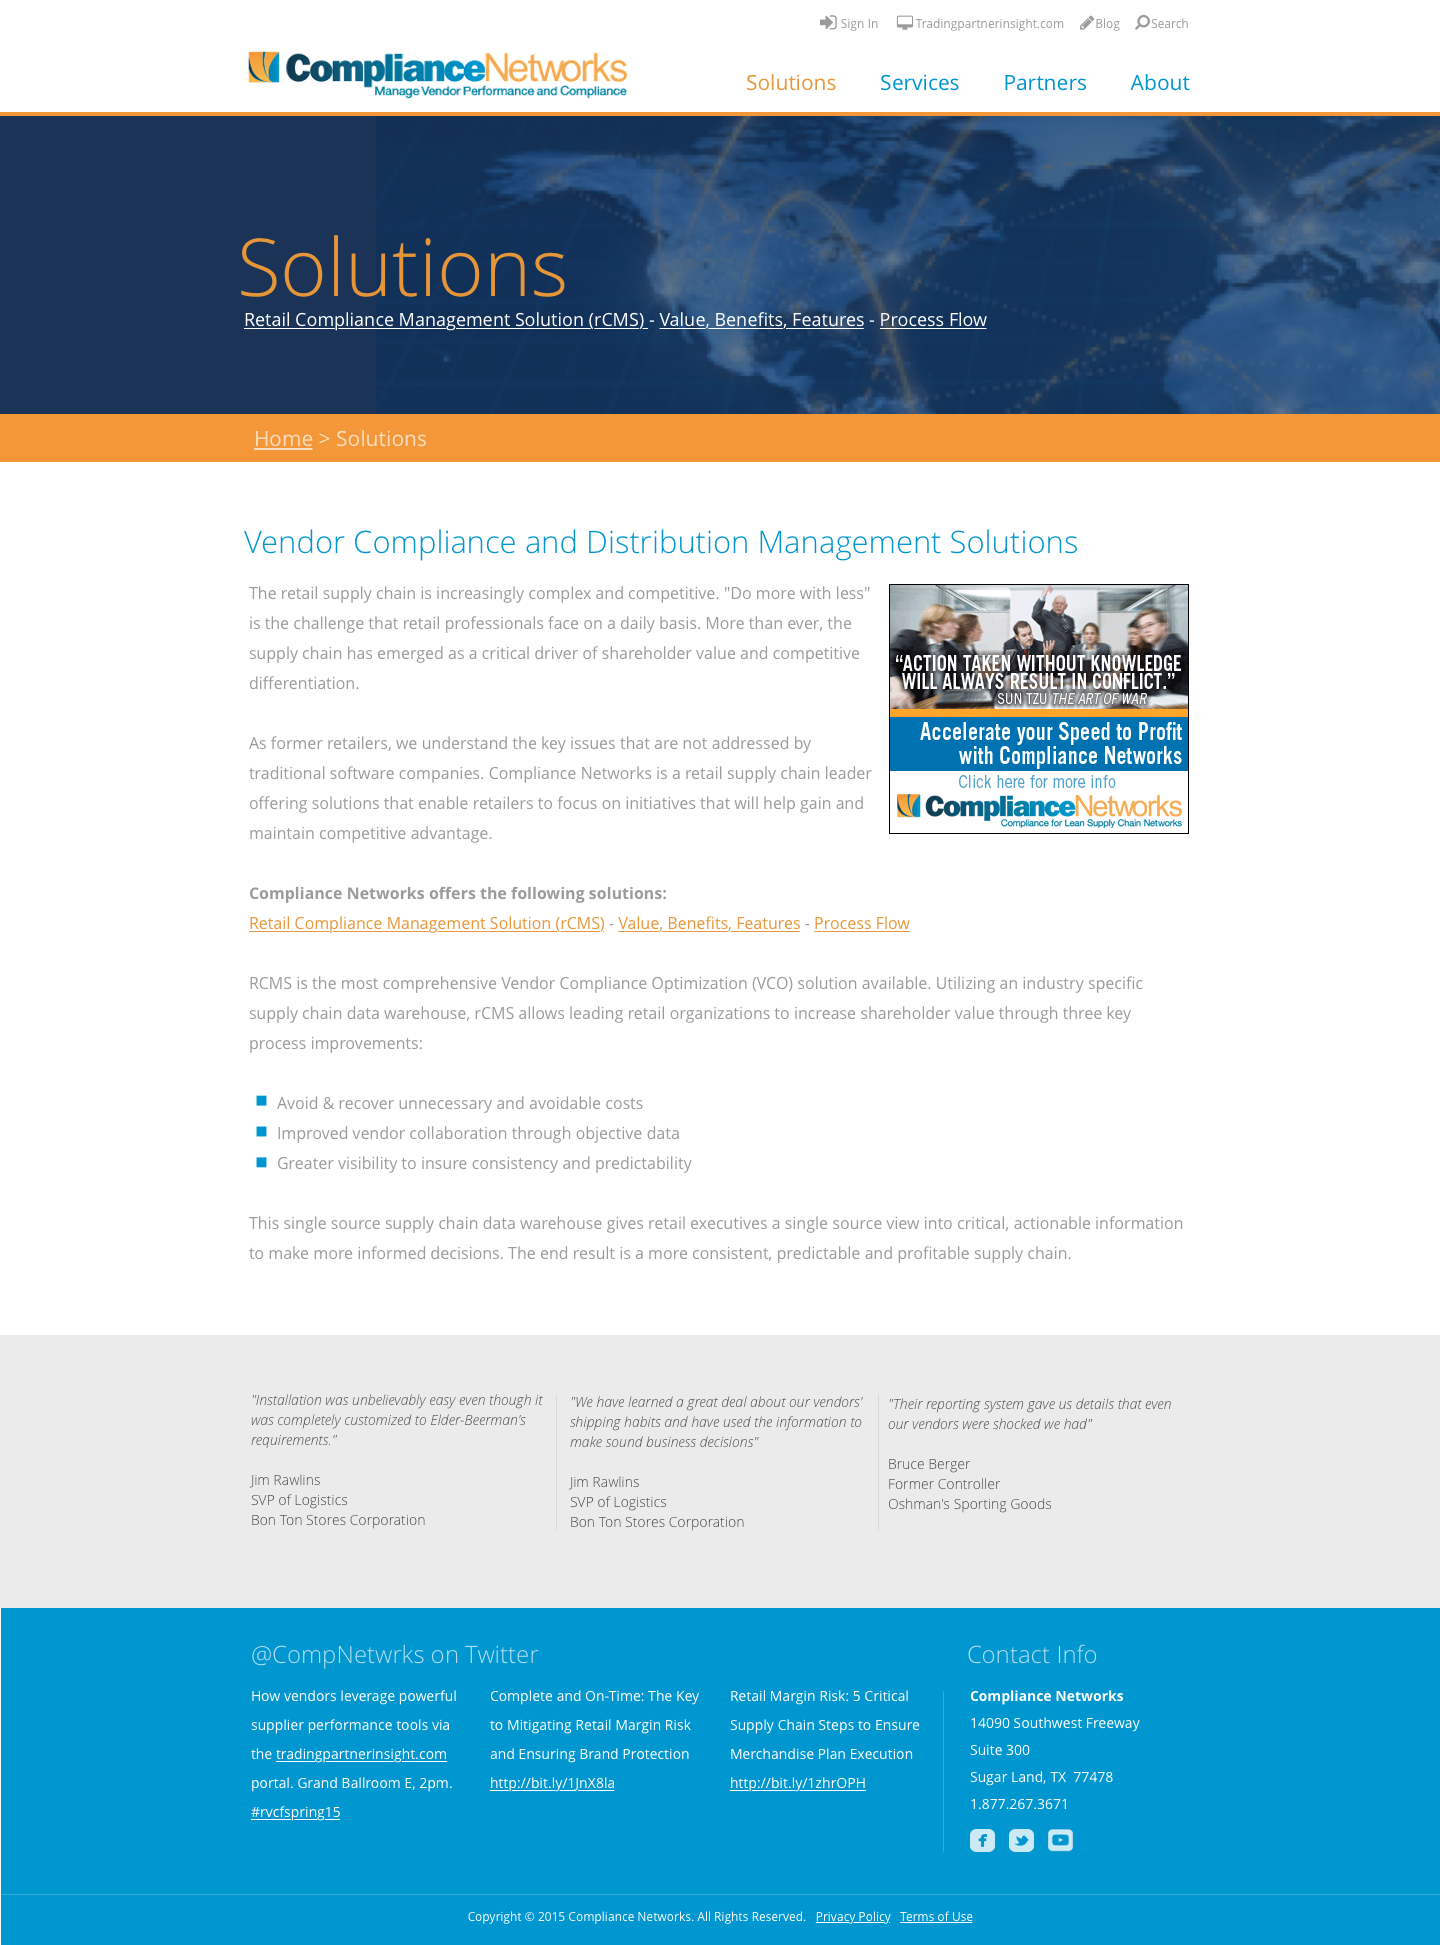 Sign In Tradingpartnerinsight.com Blog Search
ComplianceNetworks
Manage Vendor Performance and Compliance
Solutions Services Partners About
Solutions
Retail Compliance Management Solution (rCMS) - Value, Benefits, Features - Process Flow
Home > Solutions
Vendor Compliance and Distribution Management Solutions
The retail supply chain is increasingly complex and competitive. "Do more with less"
is the challenge that retail professionals face on a daily basis. More than ever, the
supply chain has emerged as a critical driver of shareholder value and competitive
differentiation.
As former retailers, we understand the key issues that are not addressed by
traditional software companies. Compliance Networks is a retail supply chain leader
offering solutions that enable retailers to focus on initiatives that will help gain and
maintain competitive advantage.
“ACTION TAKEN WITHOUT KNOWLEDGE
WILL ALWAYS RESULT IN CONFLICT.”
SUN TZU THE ART OF WAR
Accelerate your Speed to Profit
with Compliance Networks
Click here for more info
ComplianceNetworks
Compliance for Lean Supply Chain Networks
Compliance Networks offers the following solutions:
Retail Compliance Management Solution (rCMS) - Value, Benefits, Features - Process Flow
RCMS is the most comprehensive Vendor Compliance Optimization (VCO) solution available. Utilizing an industry specific
supply chain data warehouse, rCMS allows leading retail organizations to increase shareholder value through three key
process improvements:
Avoid & recover unnecessary and avoidable costs
Improved vendor collaboration through objective data
Greater visibility to insure consistency and predictability
This single source supply chain data warehouse gives retail executives a single source view into critical, actionable information
to make more informed decisions. The end result is a more consistent, predictable and profitable supply chain.
"Installation was unbelievably easy even though it
was completely customized to Elder-Beerman's
requirements."
Jim Rawlins
SVP of Logistics
Bon Ton Stores Corporation
"We have learned a great deal about our vendors'
shipping habits and have used the information to
make sound business decisions"
Jim Rawlins
SVP of Logistics
Bon Ton Stores Corporation
"Their reporting system gave us details that even
our vendors were shocked we had"
Bruce Berger
Former Controller
Oshman's Sporting Goods
@CompNetwrks on Twitter
How vendors leverage powerful
supplier performance tools via
the tradingpartnerinsight.com
portal. Grand Ballroom E, 2pm.
#rvcfspring15
Complete and On-Time: The Key
to Mitigating Retail Margin Risk
and Ensuring Brand Protection
http://bit.ly/1JnX8la
Retail Margin Risk: 5 Critical
Supply Chain Steps to Ensure
Merchandise Plan Execution
http://bit.ly/1zhrOPH
Contact Info
Compliance Networks
14090 Southwest Freeway
Suite 300
Sugar Land, TX 77478
1.877.267.3671
Copyright © 2015 Compliance Networks. All Rights Reserved. Privacy Policy Terms of Use